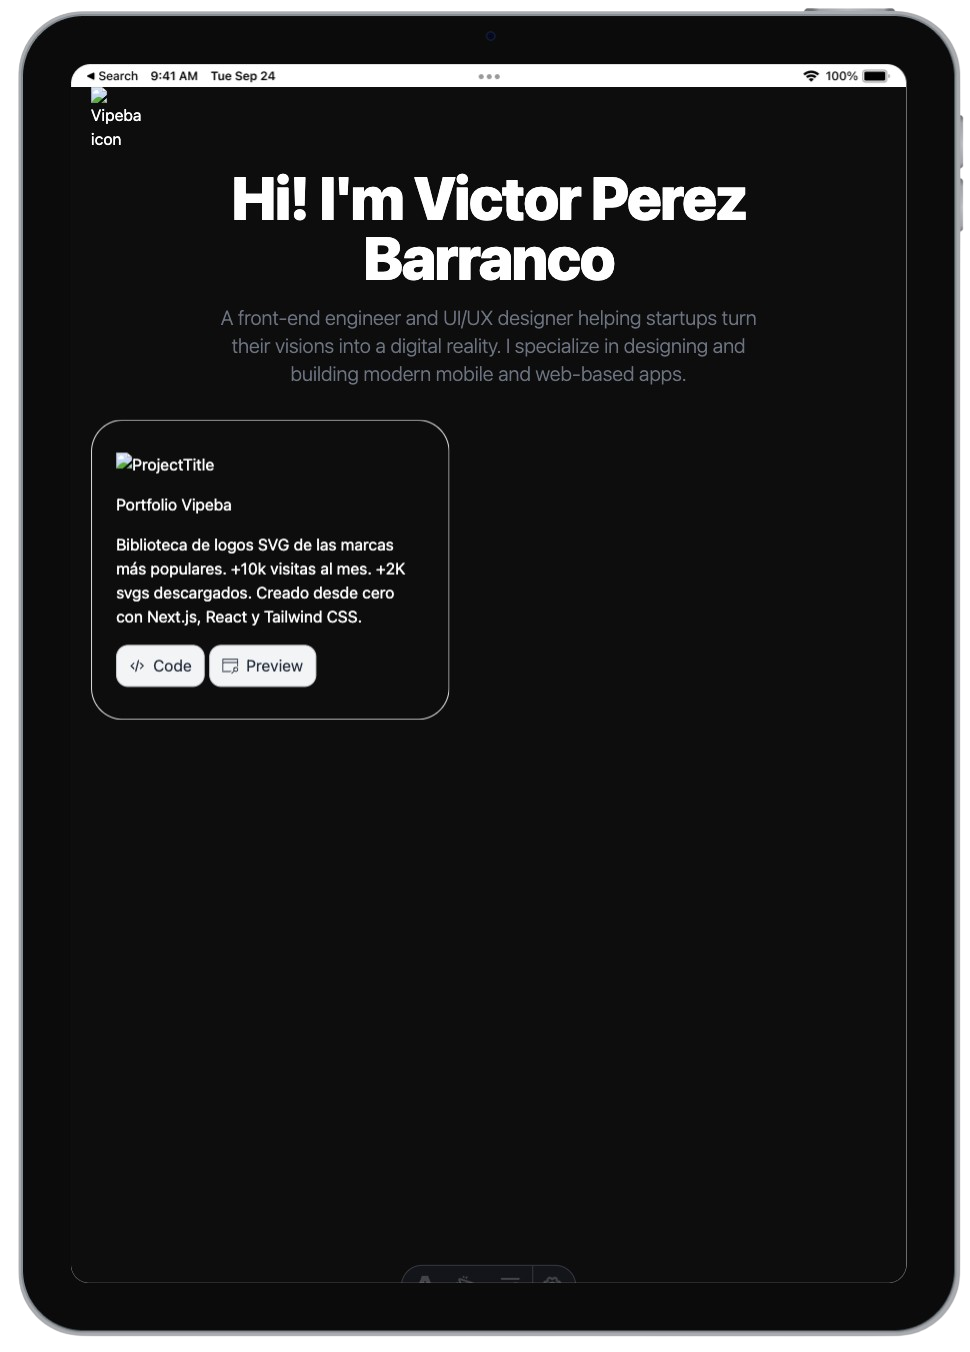 Search 9:41 AM Tue Sep 24 100%
Vipeba
icon
Hi! I'm Victor Perez
Barranco
A front-end engineer and UI/UX designer helping startups turn
their visions into a digital reality. I specialize in designing and
building modern mobile and web-based apps.
ProjectTitle
Portfolio Vipeba
Biblioteca de logos SVG de las marcas
más populares. +10k visitas al mes. +2K
svgs descargados. Creado desde cero
con Next.js, React y Tailwind CSS.
Code Preview